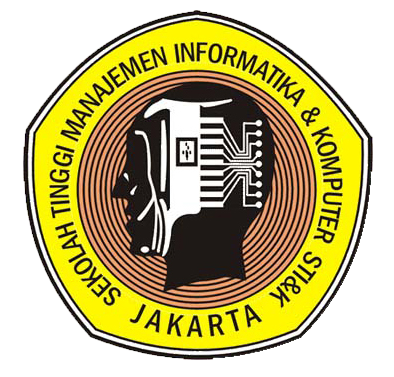 SEKOLAH TINGGI MANAJEMEN INFORMATIKA & KOMPUTER STI&K
JAKARTA